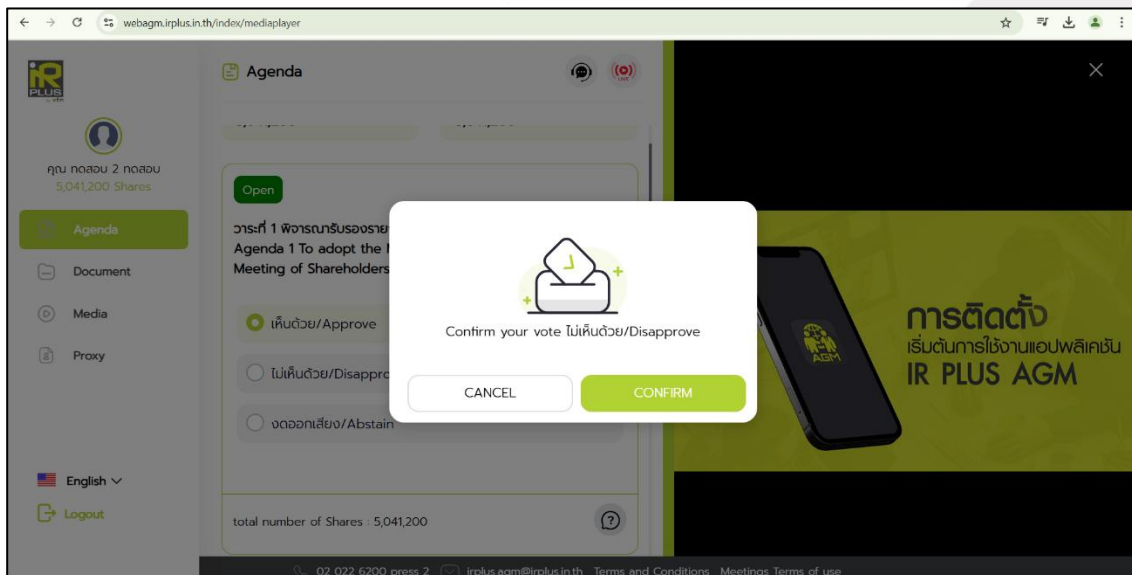 webagm.irplus.in.th/index/mediaplayer
iR
PLUS
Agenda
LIVE
คุณ ทดสอบ 2 ทดสอบ
5,041,200 Shares
Agenda
Document
Media
Proxy
English
Logout
Open
วาระที่ 1 พิจารณารับรองราย
Agenda 1 To adopt the
Meeting of Shareholders
เห็นด้วย/Approve
ไม่เห็นด้วย/Disappro
งดออกเสียง/Abstain
total number of Shares : 5,041,200
Confirm your vote ไม่เห็นด้วย/Disapprove
CANCEL
CONFIRM
AGM
การติดตั้ง
เริ่มต้นการใช้งานแอปพลิเคชัน
IR PLUS AGM
02 022 6200 press 2 irplus.agm@irplus.in.th Terms and Conditions Meetings Terms of use